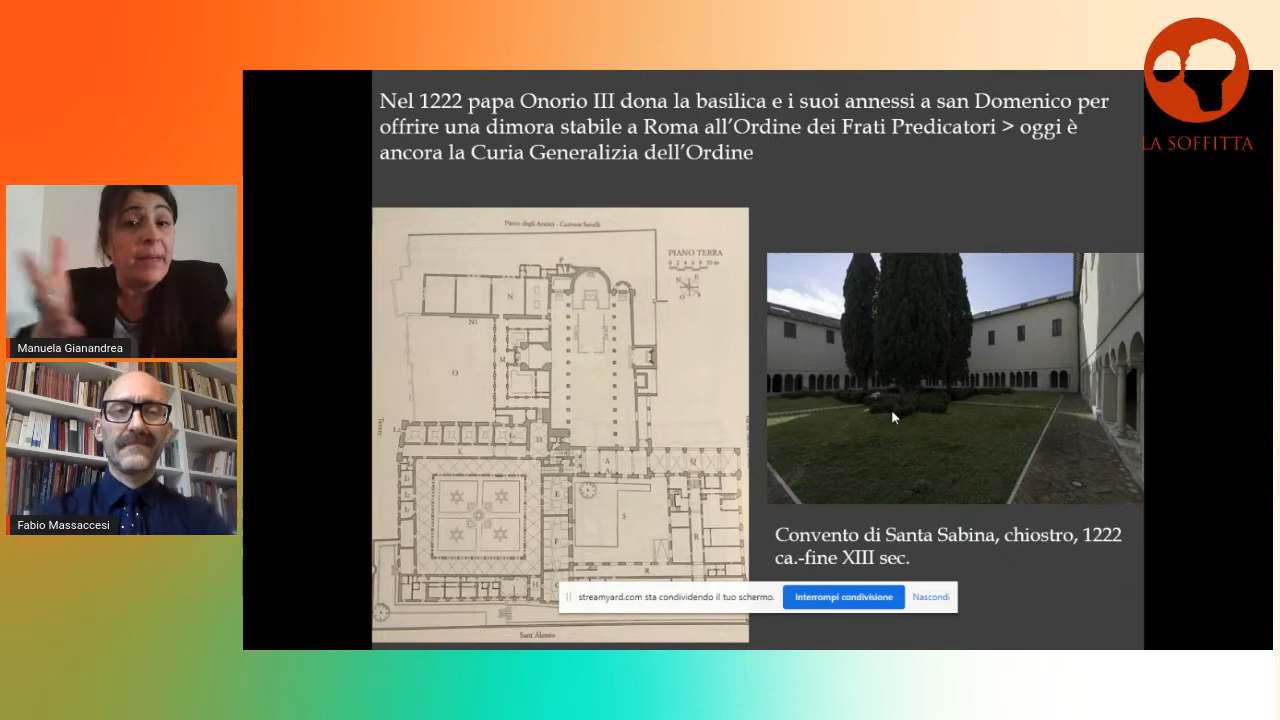 Nel 1222 papa Onorio III dona la basilica e i suoi annessi a san Domenico per
offrire una dimora stabile a Roma all'Ordine dei Frati Predicatori > oggi è
ancora la Curia Generalizia dell'Ordine
LA SOFFITTA
PIANO TERRA
N
N1
M
O
L
A
Q
E
S
R
H
R
Sant'Alessio
Convento di Santa Sabina, chiostro, 1222
ca.-fine XIII sec.
streamyard.com sta condividendo il tuo schermo.
Interrompi condivisione
Nascondi
Manuela Gianandrea
Fabio Massaccesi